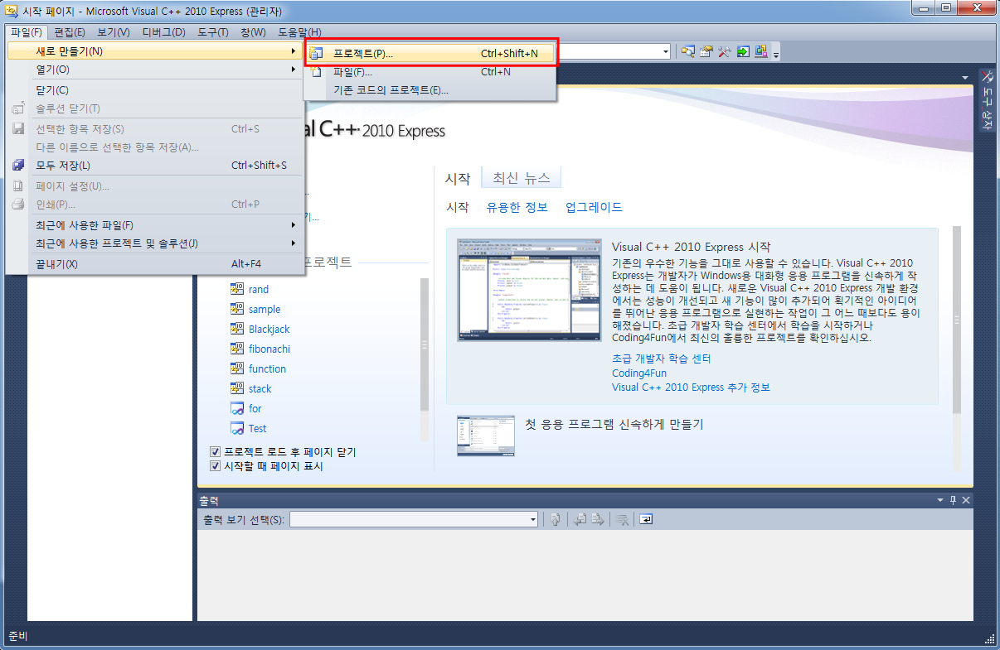 시작 페이지 - Microsoft Visual C++ 2010 Express (관리자)
파일(F) 편집(E) 보기(V) 디버그(D) 도구(T) 창(W) 도움말(H)
새로 만들기(N)
열기(O)
닫기(C)
솔루션 닫기(T)
선택한 항목 저장(S) Ctrl+S
다른 이름으로 선택한 항목 저장(A)...
모두 저장(L) Ctrl+Shift+S
페이지 설정(U)...
인쇄(P)... Ctrl+P
최근에 사용한 파일(F)
최근에 사용한 프로젝트 및 솔루션(J)
끝내기(X) Alt+F4
프로젝트(P)... Ctrl+Shift+N
파일(F)... Ctrl+N
기존 코드의 프로젝트(E)...
도구 상자
al C++ 2010 Express
기...
프로젝트
rand
sample
Blackjack
fibonachi
function
stack
for
Test
프로젝트 로드 후 페이지 닫기
시작할 때 페이지 표시
시작 최신 뉴스
시작 유용한 정보 업그레이드
Visual C++ 2010 Express 시작
기존의 우수한 기능을 그대로 사용할 수 있습니다. Visual C++ 2010
Express는 개발자가 Windows용 대화형 응용 프로그램을 신속하게 작
성하는 데 도움이 됩니다. 새로운 Visual C++ 2010 Express 개발 환경
에서는 성능이 개선되고 새 기능이 많이 추가되어 획기적인 아이디어
를 뛰어난 응용 프로그램으로 실현하는 작업이 그 어느 때보다도 용이
해졌습니다. 초급 개발자 학습 센터에서 학습을 시작하거나
Coding4Fun에서 최신의 훌륭한 프로젝트를 확인하십시오.
초급 개발자 학습 센터
Coding4Fun
Visual C++ 2010 Express 추가 정보
첫 응용 프로그램 신속하게 만들기
출력
출력 보기 선택(S):
준비